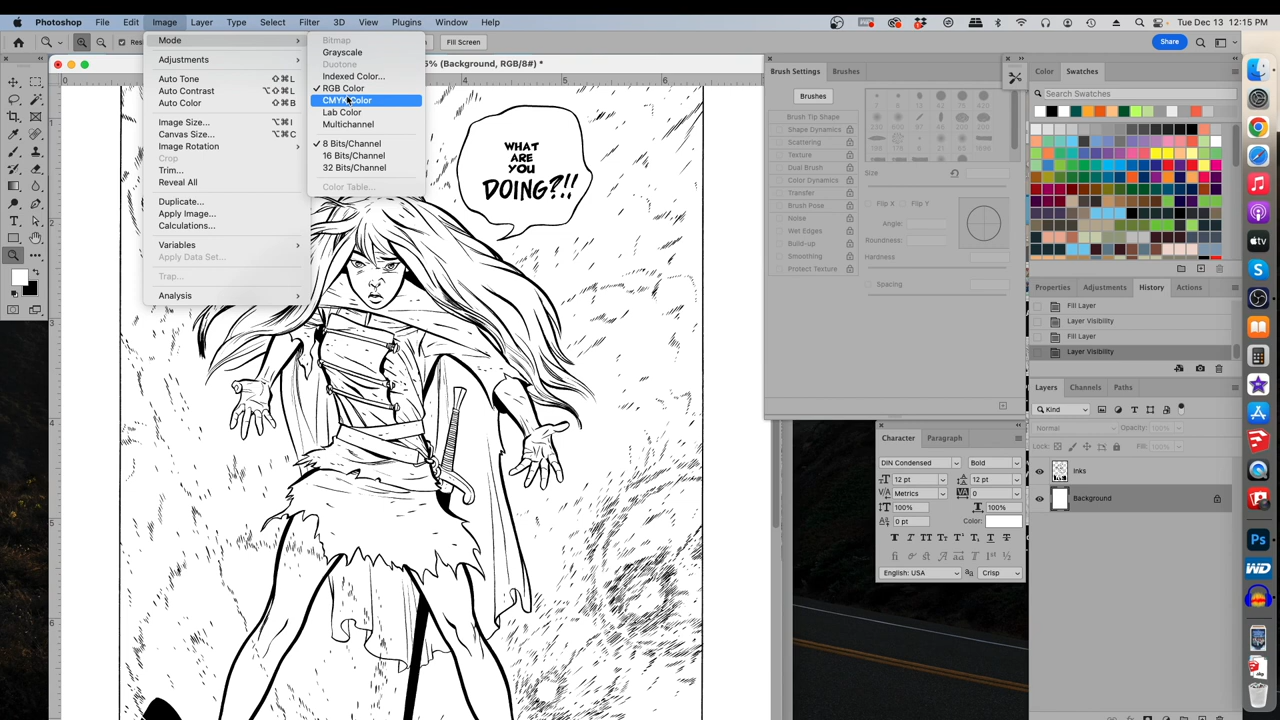 Photoshop File Edit Image Layer Type Select Filter 3D View Plugins Window Help Tue Dec 13 12:15 PM
Fill Screen Share
% (Background, RGB/8#) *
Mode
Adjustments
Auto Tone ⇧⌘L
Auto Contrast ⌥⇧⌘L
Auto Color ⇧⌘B
Image Size... ⌥⌘I
Canvas Size... ⌥⌘C
Image Rotation
Crop
Trim...
Reveal All
Duplicate...
Apply Image...
Calculations...
Variables
Apply Data Set...
Trap...
Analysis
Bitmap
Grayscale
Duotone
Indexed Color...
✓ RGB Color
CMYK Color
Lab Color
Multichannel
✓ 8 Bits/Channel
16 Bits/Channel
32 Bits/Channel
Color Table...
WHAT
ARE
YOU
DOING?!!
Brush Settings Brushes
Brushes
Brush Tip Shape
Shape Dynamics
Scattering
Texture
Dual Brush
Color Dynamics
Transfer
Brush Pose
Noise
Wet Edges
Build-up
Smoothing
Protect Texture
Size
Flip X Flip Y
Angle:
Roundness:
Hardness
Spacing
Color Swatches
Search Swatches
Properties Adjustments History Actions
Fill Layer
Layer Visibility
Fill Layer
Layer Visibility
Layers Channels Paths
Kind
Normal Opacity: 100%
Lock: Fill: 100%
Inks
Background
Character Paragraph
DIN Condensed Bold
12 pt 12 pt
Metrics 0
100% 100%
0 pt Color:
English: USA Crisp